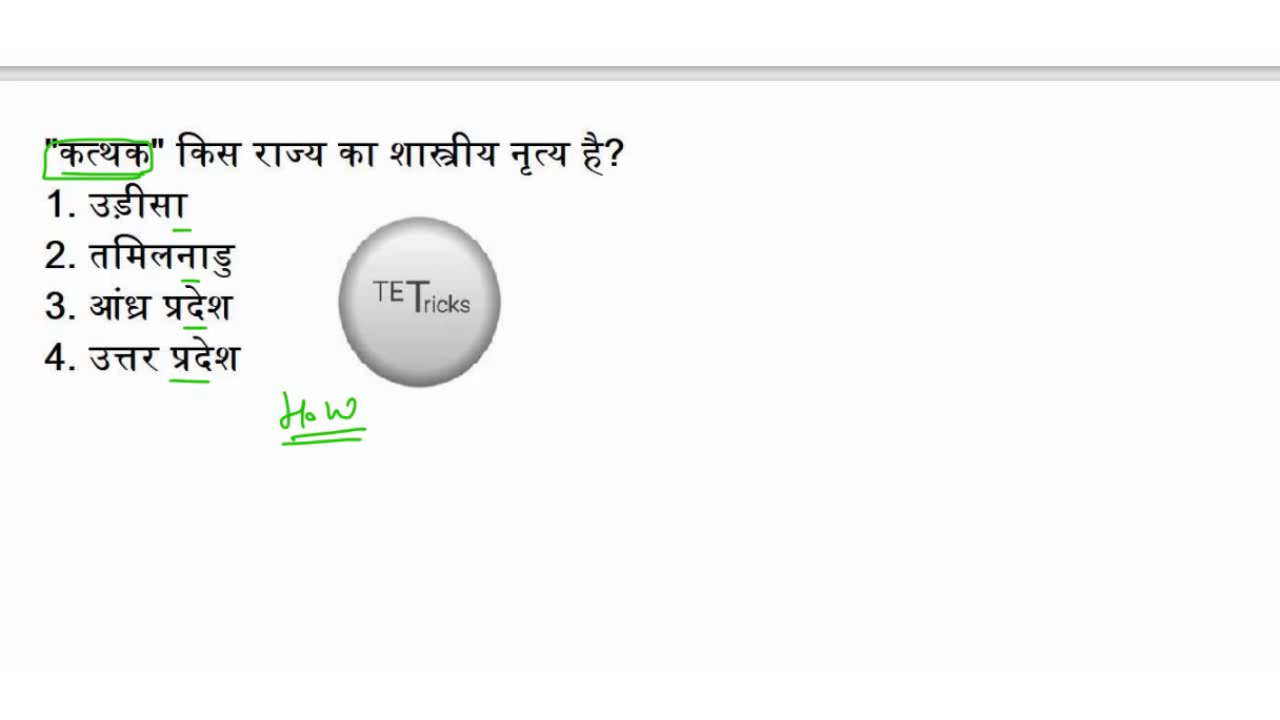 "कत्थक" किस राज्य का शास्त्रीय नृत्य है?
1. उड़ीसा
2. तमिलनाडु
3. आंध्र प्रदेश
4. उत्तर प्रदेश
TETricks
How